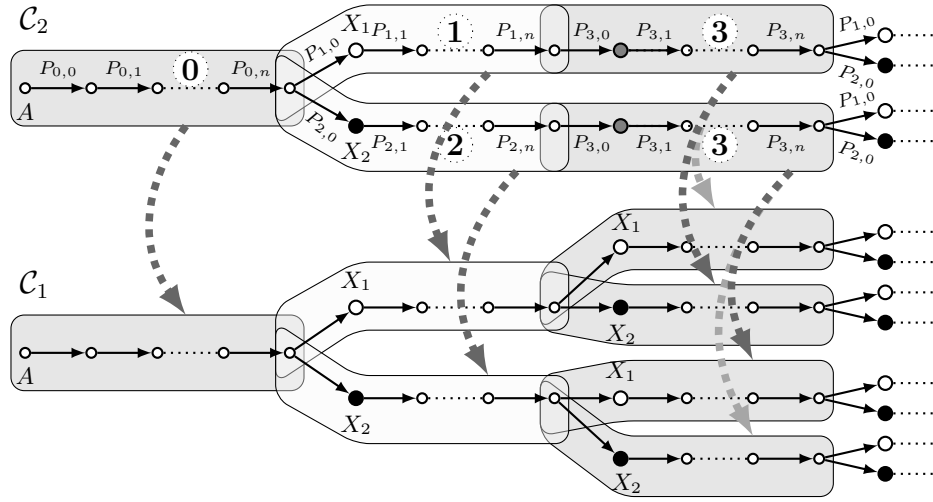 𝒞₂
X₁ P₁,₁ 1 P₁,ₙ P₃,₀ P₃,₁ 3 P₃,ₙ P₁,₀
P₀,₀ P₀,₁ 0 P₀,ₙ P₁,₀
P₂,₀
A
P₁,₀
P₂,₀
X₂ P₂,₁ 2 P₂,ₙ P₃,₀ P₃,₁ 3 P₃,ₙ P₂,₀
X₁
𝒞₁
X₁
X₂
X₁
A
X₂
X₂